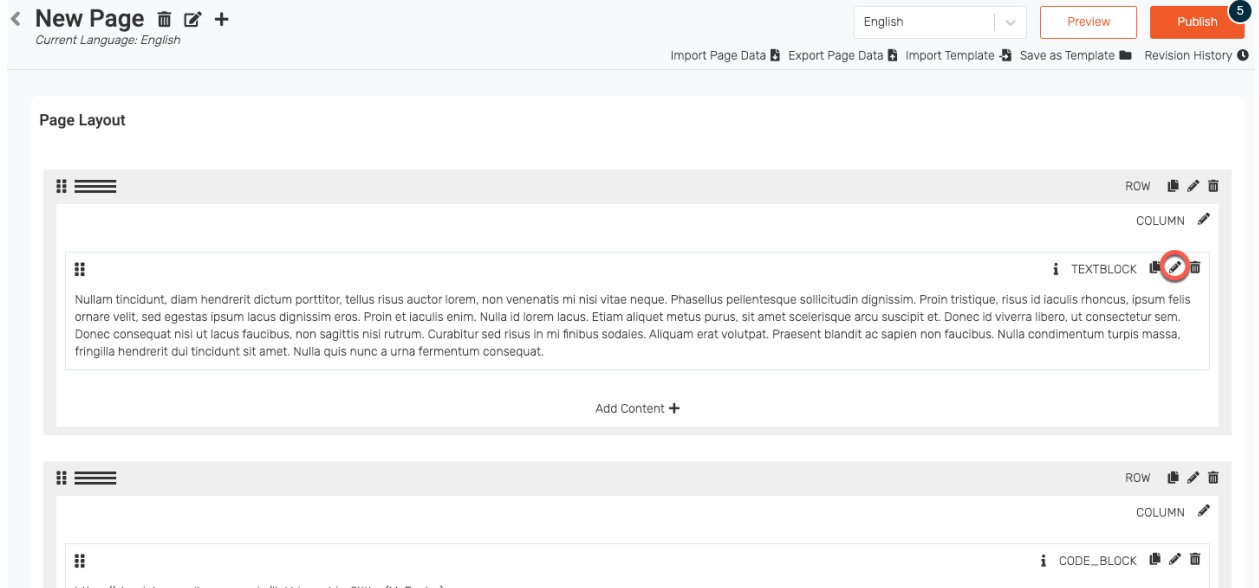 New Page
5
English
Preview
Publish
Current Language: English
Import Page Data Export Page Data Import Template Save as Template Revision History
Page Layout
ROW
COLUMN
TEXTBLOCK
Nullam tincidunt, diam hendrerit dictum porttitor, tellus risus auctor lorem, non venenatis mi nisi vitae neque. Phasellus pellentesque sollicitudin dignissim. Proin tristique, risus id iaculis rhoncus, ipsum felis
ornare velit, sed egestas ipsum lacus dignissim eros. Proin et iaculis enim. Nulla id lorem lacus. Etiam aliquet metus purus, sit amet scelerisque arcu suscipit et. Donec id viverra libero, ut consectetur sem.
Donec consequat nisi ut lacus faucibus, non sagittis nisi rutrum. Curabitur sed risus in mi finibus sodales. Aliquam erat volutpat. Praesent blandit ac sapien non faucibus. Nulla condimentum turpis massa,
fringilla hendrerit dui tincidunt sit amet. Nulla quis nunc a urna fermentum consequat.
Add Content
ROW
COLUMN
CODE_BLOCK